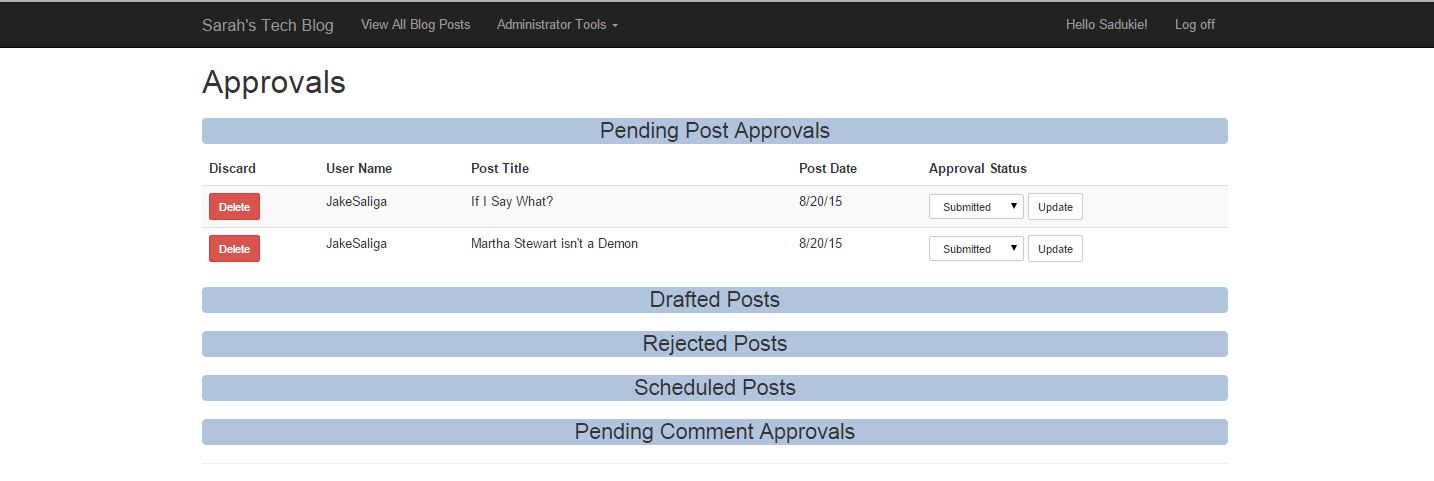 Sarah's Tech Blog View All Blog Posts Administrator Tools Hello Sadukie! Log off
Approvals
Pending Post Approvals
Discard User Name Post Title Post Date Approval Status
Delete JakeSaliga If I Say What? 8/20/15 Submitted Update
Delete JakeSaliga Martha Stewart isn't a Demon 8/20/15 Submitted Update
Drafted Posts
Rejected Posts
Scheduled Posts
Pending Comment Approvals